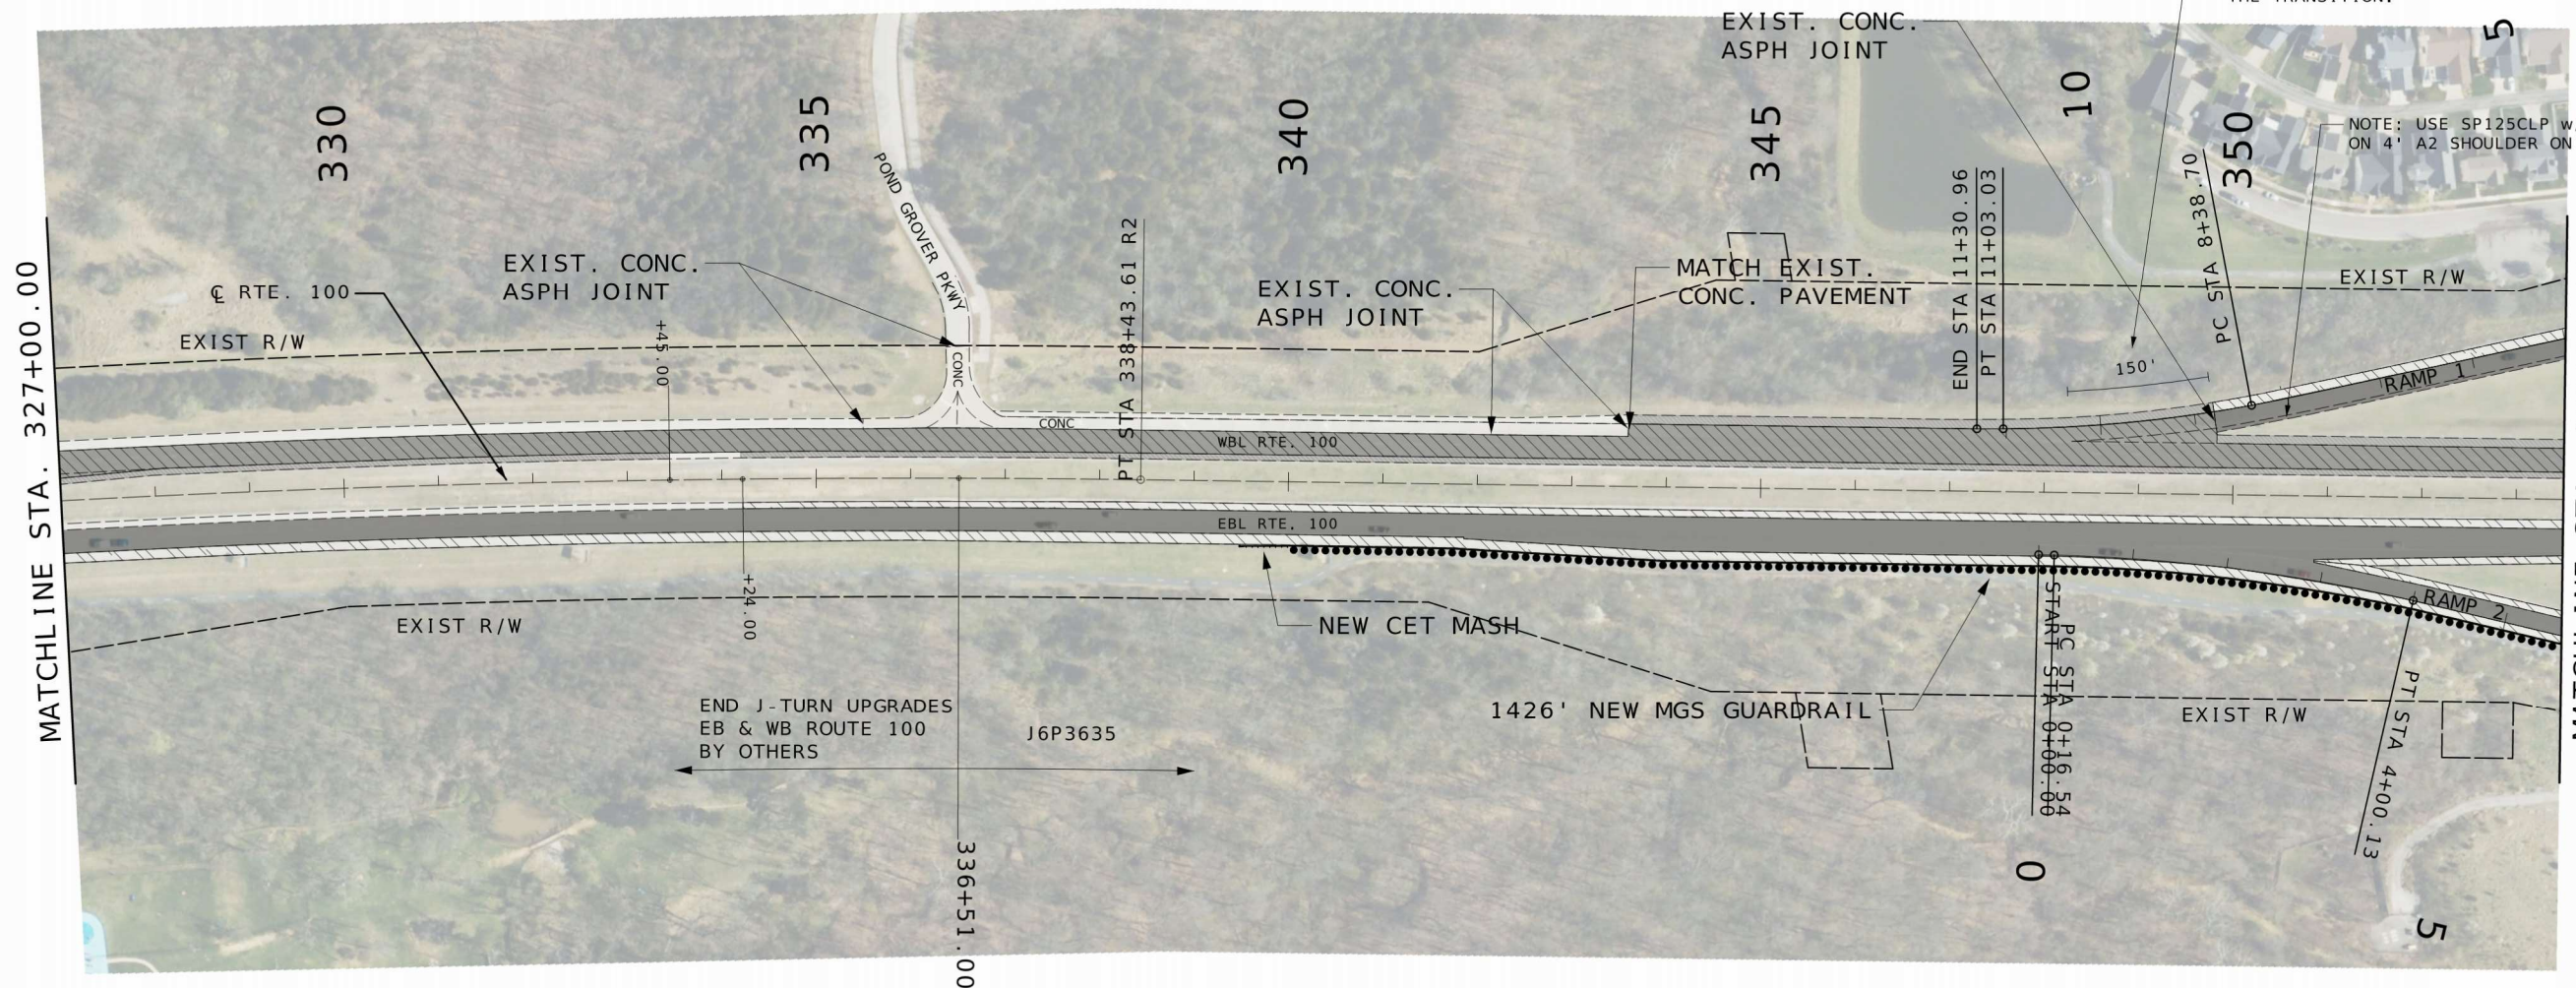 THE TRANSITION.
EXIST. CONC.
ASPH JOINT
5
330
335
340
345
10
350
NOTE: USE SP125CLP
ON 4' A2 SHOULDER ON
POND GROVER PKWY
END STA 11+30.96
PT STA 11+03.03
PC STA 8+38.70
MATCHLINE STA. 327+00.00
℄ RTE. 100
EXIST. CONC.
ASPH JOINT
PT STA 338+43.61 R2
EXIST. CONC.
ASPH JOINT
MATCH EXIST.
CONC. PAVEMENT
EXIST R/W
EXIST R/W
+45.00
CONC
150'
RAMP 1
CONC
WBL RTE. 100
EBL RTE. 100
+24.00
EXIST R/W
NEW CET MASH
RAMP 2
1426' NEW MGS GUARDRAIL
START STA 0+00.00
PC STA 0+16.54
EXIST R/W
PT STA 4+00.13
END J-TURN UPGRADES
EB & WB ROUTE 100
BY OTHERS
J6P3635
336+51.00
0
5